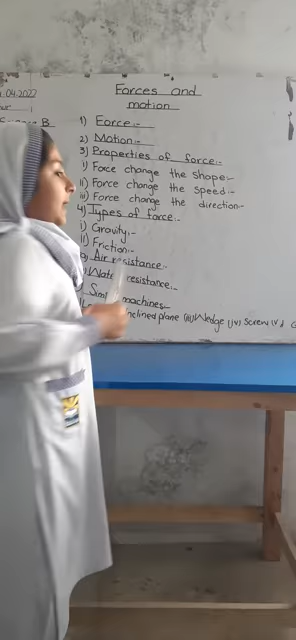 .04.2022
Forces and
motion
B
1) Force:-
2) Motion:-
3) Properties of force:-
i) Force change the shape:-
ii) Force change the speed:-
iii) Force change the direction:-
4) Types of force:-
i) Gravity:-
ii) Friction:-
Air resistance:-
resistance:-
machines:-
inclined plane (iii) Wedge (iv) Screw (v)